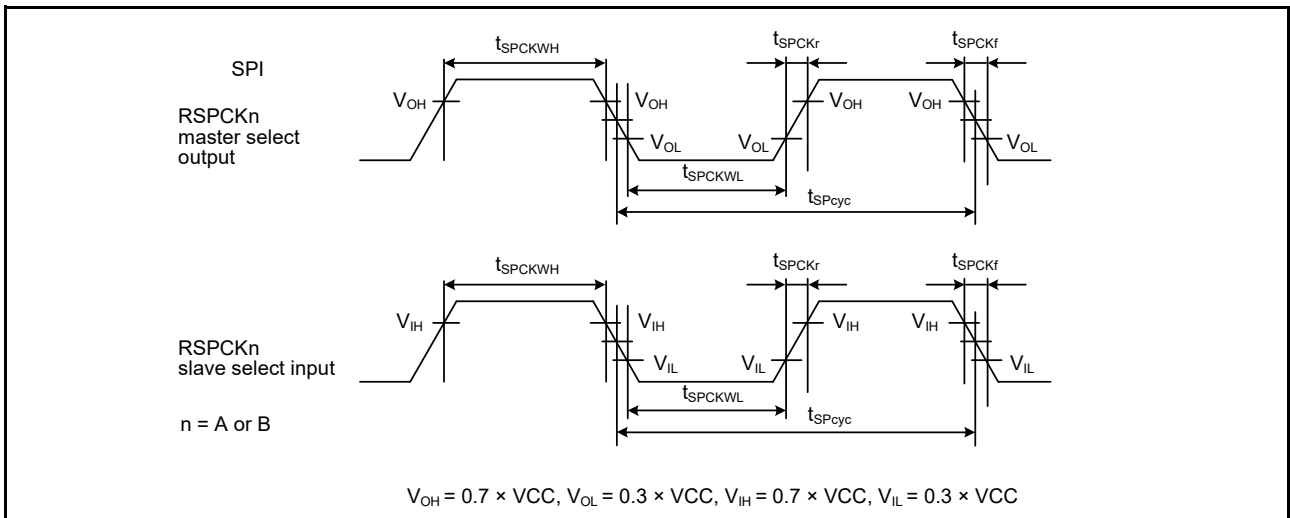 SPI
RSPCKn
master select
output
tSPCKWH
tSPCKr
tSPCKf
VOH
VOH
VOH
VOH
VOL
VOL
VOL
tSPCKWL
tSPcyc
RSPCKn
slave select input
n = A or B
tSPCKWH
tSPCKr
tSPCKf
VIH
VIH
VIH
VIH
VIL
VIL
VIL
tSPCKWL
tSPcyc
VOH = 0.7 × VCC, VOL = 0.3 × VCC, VIH = 0.7 × VCC, VIL = 0.3 × VCC